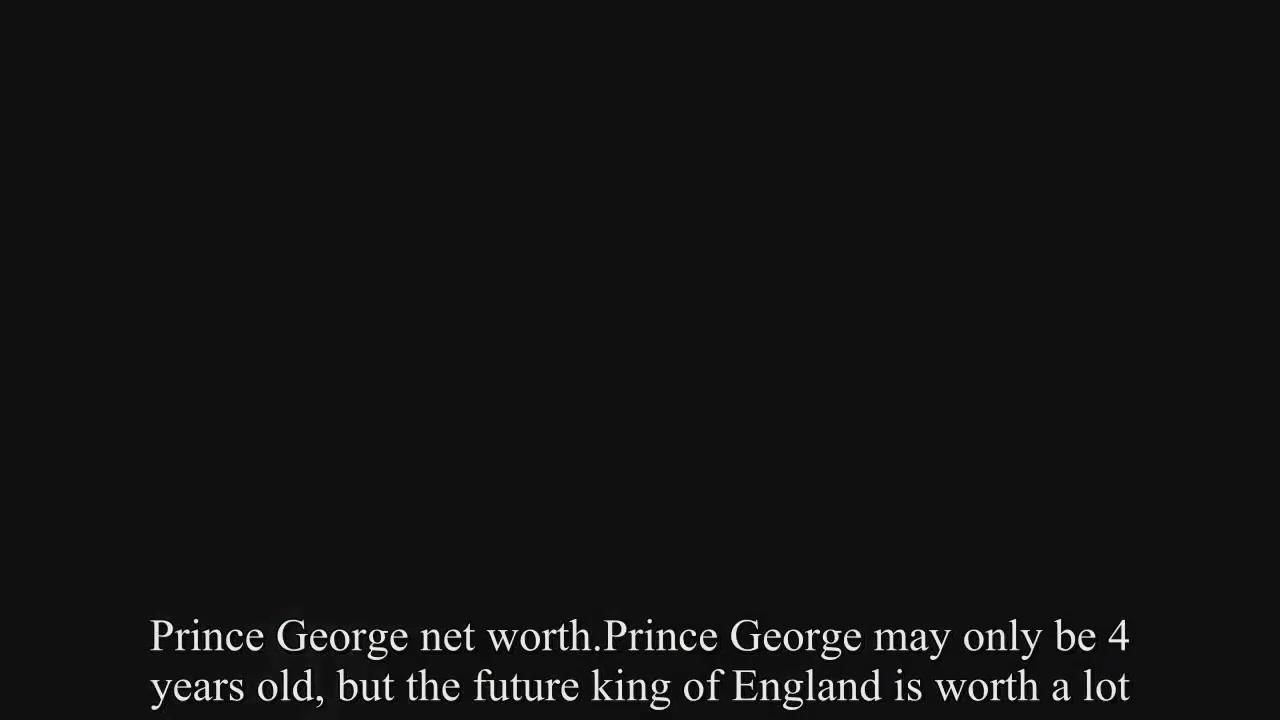 Prince George net worth.Prince George may only be 4
years old, but the future king of England is worth a lot